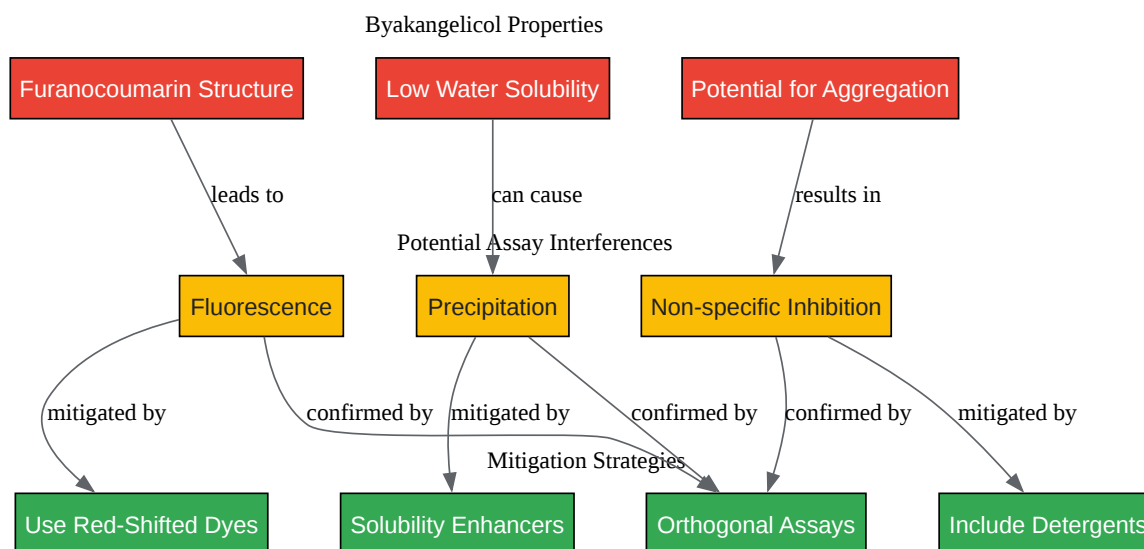 Byakangelicol Properties
Furanocoumarin Structure
Low Water Solubility
Potential for Aggregation
leads to
can cause
results in
Potential Assay Interferences
Fluorescence
Precipitation
Non-specific Inhibition
mitigated by
confirmed by
mitigated by
confirmed by
confirmed by
mitigated by
Mitigation Strategies
Use Red-Shifted Dyes
Solubility Enhancers
Orthogonal Assays
Include Detergents